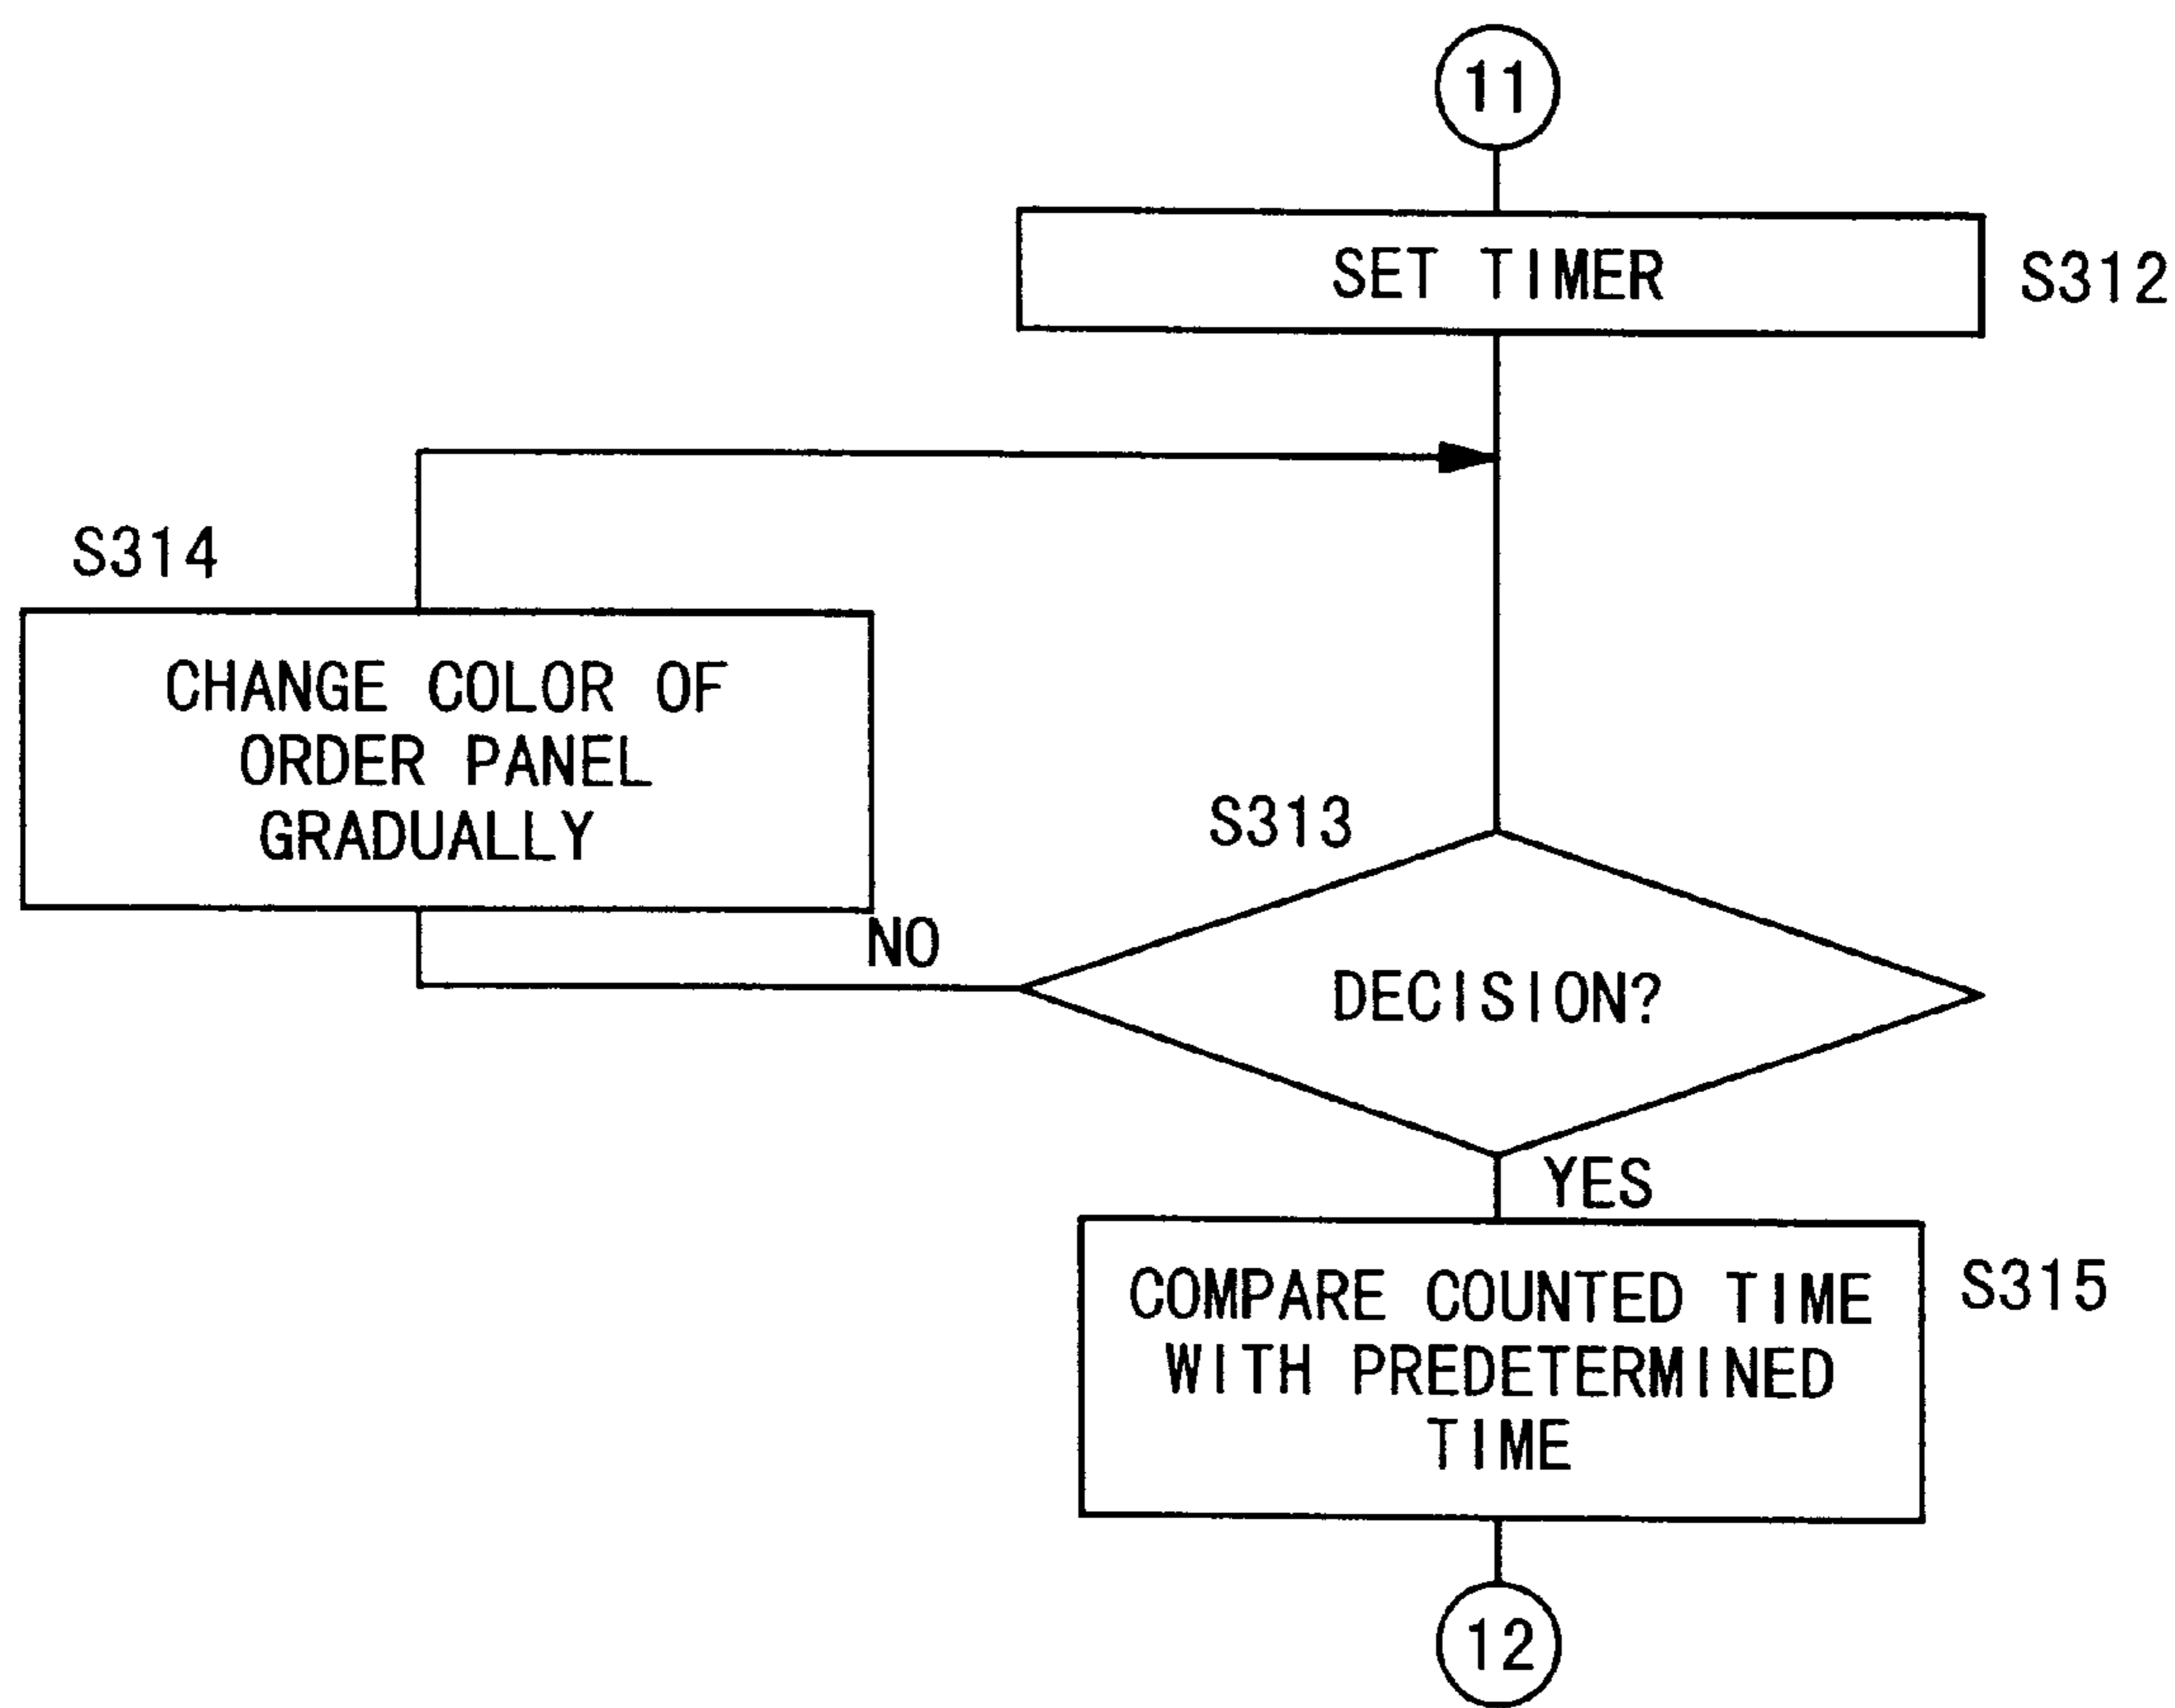 11
SET TIMER
S312
S314
CHANGE COLOR OF
ORDER PANEL
GRADUALLY
S313
NO
DECISION?
YES
COMPARE COUNTED TIME
WITH PREDETERMINED
TIME
S315
12